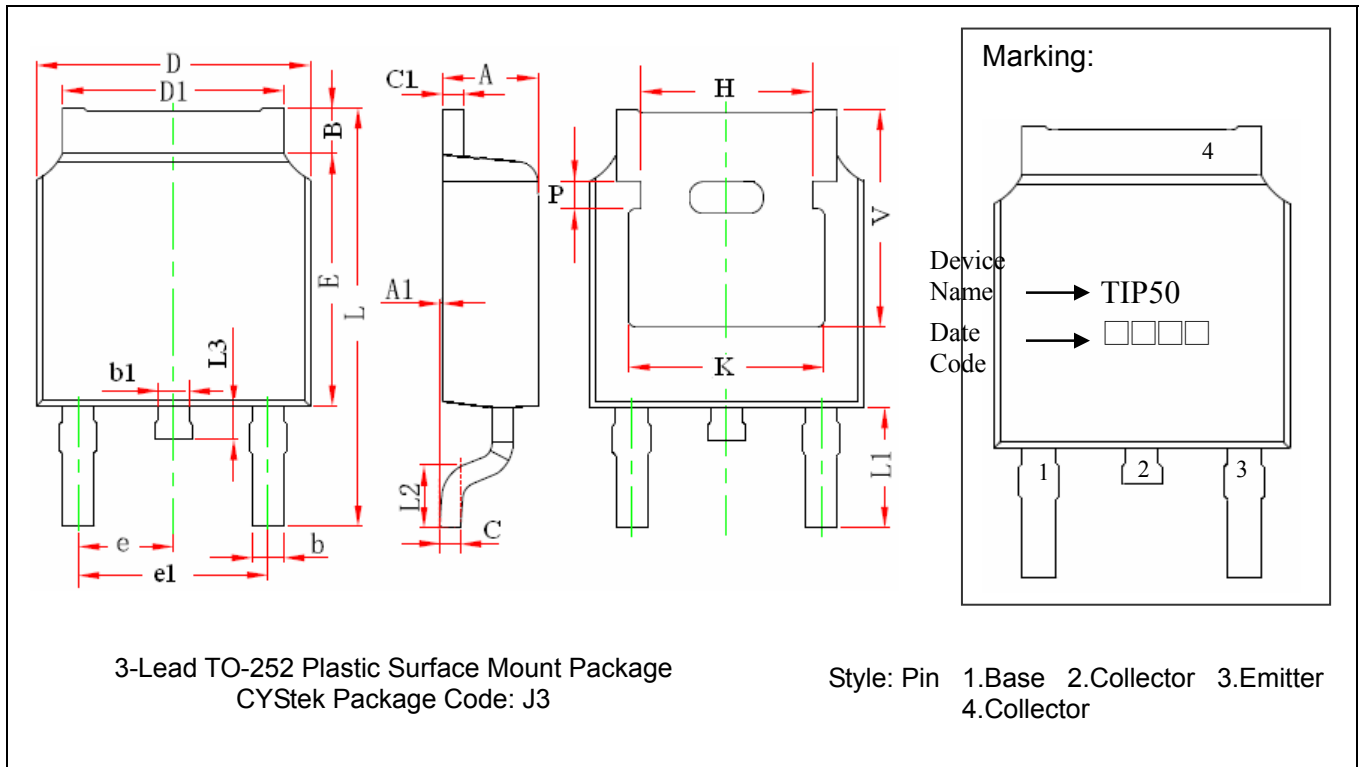 D
D1
B
E
L
L3
b1
e
e1
b
C1
A
A1
L2
C
H
P
V
K
L1
Marking:
4
Device
Name
TIP50
Date
Code
□□□□
1
2
3
3-Lead TO-252 Plastic Surface Mount Package
CYStek Package Code: J3
Style: Pin 1.Base 2.Collector 3.Emitter
4.Collector